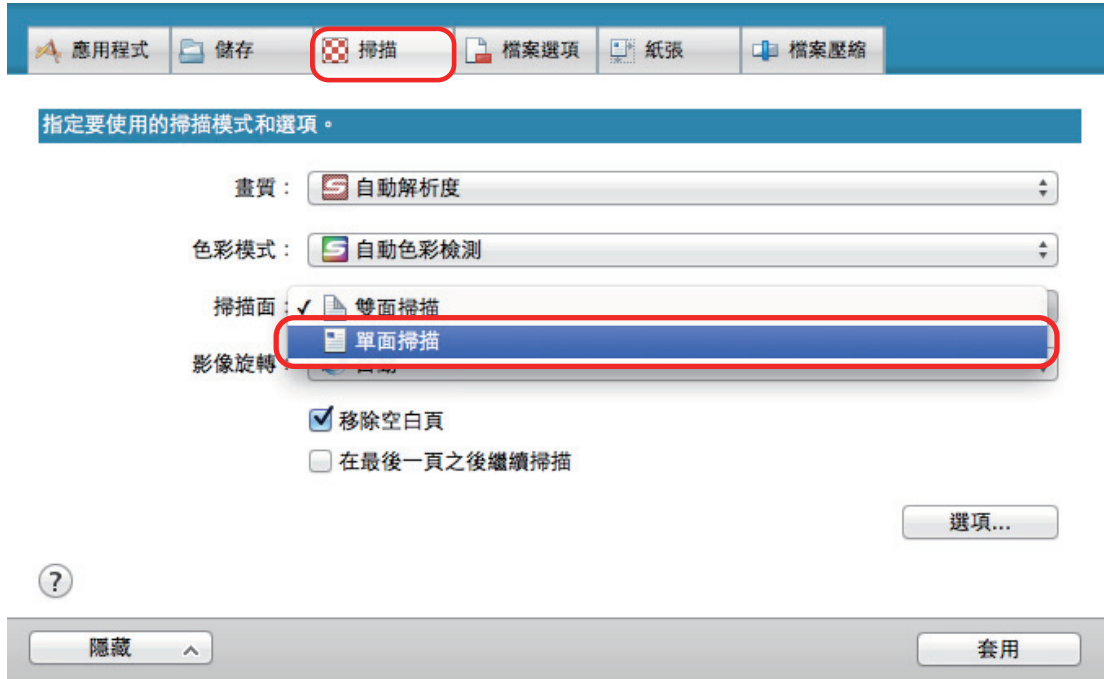 應用程式 儲存 掃描 檔案選項 紙張 檔案壓縮
指定要使用的掃描模式和選項。
畫質： 自動解析度
色彩模式： 自動色彩檢測
掃描面： ✓ 雙面掃描
單面掃描
影像旋轉： 自動
移除空白頁
在最後一頁之後繼續掃描
選項...
?
隱藏 套用